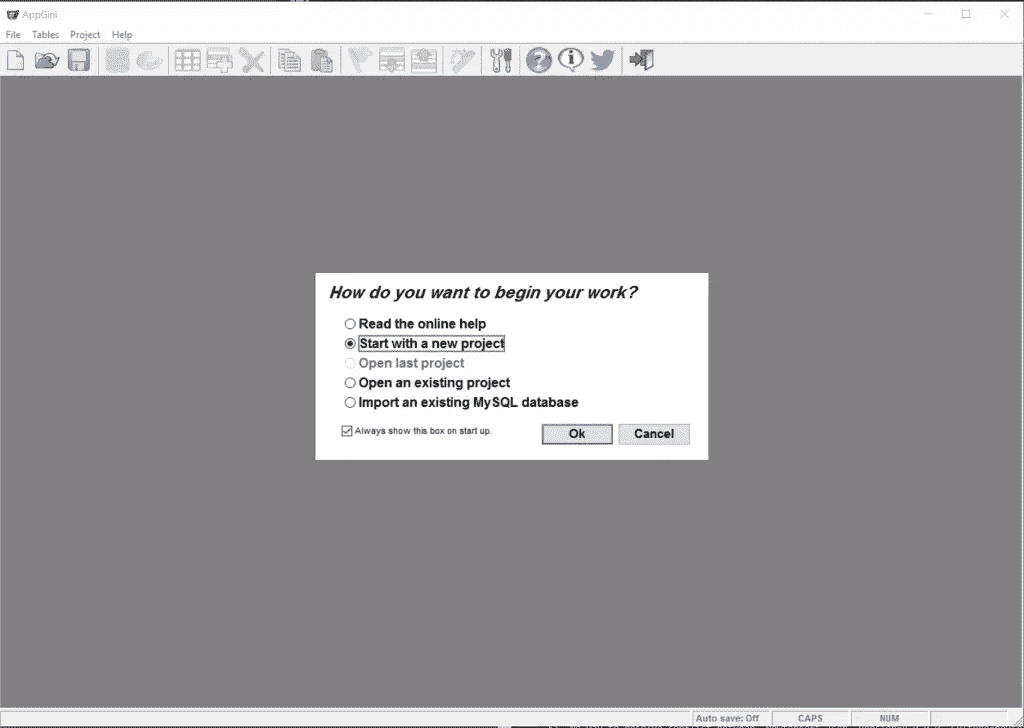 AppGini
File Tables Project Help
How do you want to begin your work?
Read the online help
Start with a new project
Open last project
Open an existing project
Import an existing MySQL database
Always show this box on start up.
Ok Cancel
Auto save: Off CAPS NUM